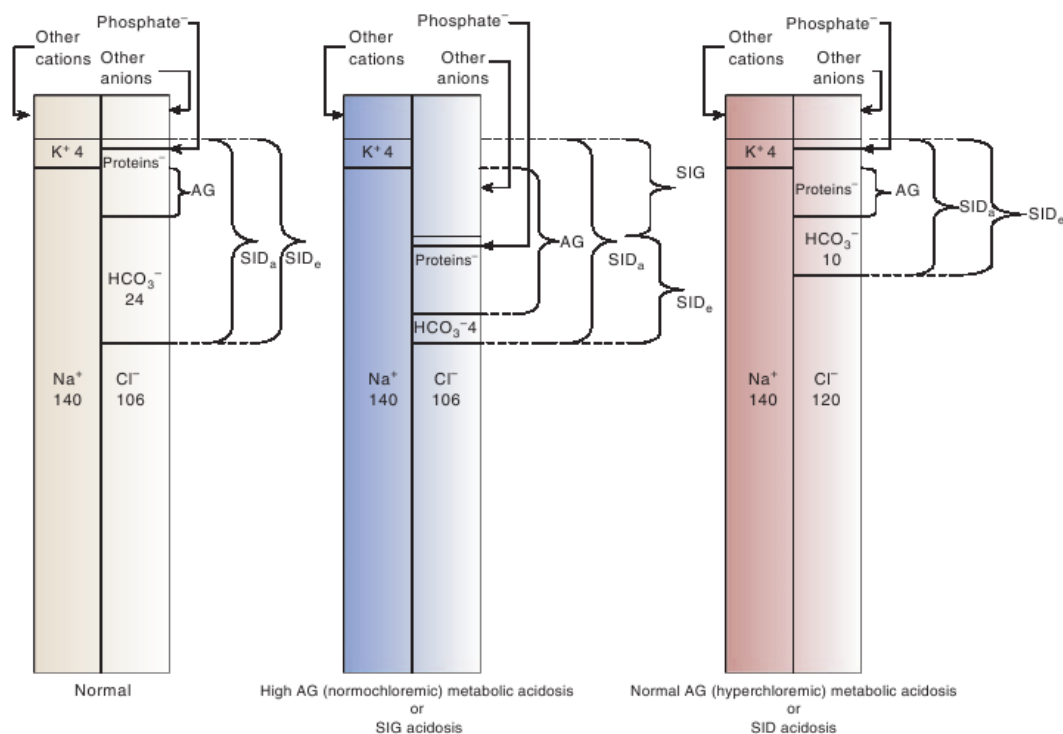 Phosphate⁻
Other
cations
Other
anions
K⁺ 4
Proteins⁻
AG
SIDₐ
SIDₑ
HCO₃⁻
24
Na⁺
140
Cl⁻
106
Normal
Phosphate⁻
Other
cations
Other
anions
K⁺ 4
SIG
Proteins⁻
AG
SIDₐ
SIDₑ
HCO₃⁻4
Na⁺
140
Cl⁻
106
High AG (normochloremic) metabolic acidosis
or
SIG acidosis
Phosphate⁻
Other
cations
Other
anions
K⁺ 4
Proteins⁻
AG
SIDₐ
SIDₑ
HCO₃⁻
10
Na⁺
140
Cl⁻
120
Normal AG (hyperchloremic) metabolic acidosis
or
SID acidosis